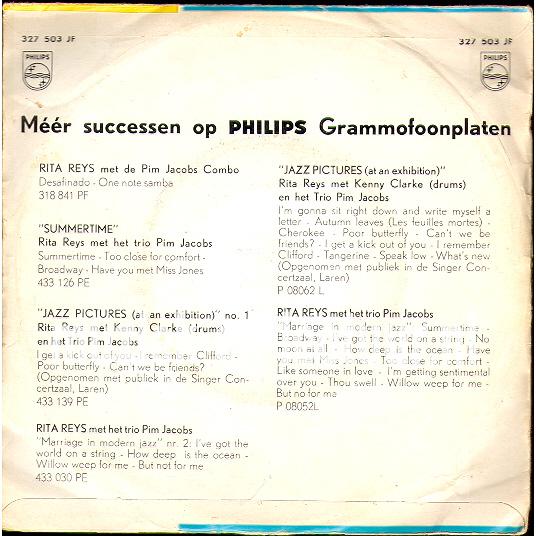 327 503 JF
327 503 JF
PHILIPS
PHILIPS
Méér successen op PHILIPS Grammofoonplaten
RITA REYS met de Pim Jacobs Combo
Desafinado - One note samba
318 841 PF
"SUMMERTIME"
Rita Reys met het trio Pim Jacobs
Summertime - Too close for comfort -
Broadway - Have you met Miss Jones
433 126 PE
"JAZZ PICTURES (at an exhibition)" no. 1
Rita Reys met Kenny Clarke (drums)
en het Trio Pim Jacobs
I get a kick out of you - I remember Clifford -
Poor butterfly - Can't we be friends?
(Opgenomen met publiek in de Singer Con-
certzaal, Laren)
433 139 PE
RITA REYS met het trio Pim Jacobs
"Marriage in modern jazz" nr. 2: I've got the
world on a string - How deep is the ocean -
Willow weep for me - But not for me
433 030 PE
"JAZZ PICTURES (at an exhibition)"
Rita Reys met Kenny Clarke (drums)
en het Trio Pim Jacobs
I'm gonna sit right down and write myself a
letter - Autumn leaves (Les feuilles mortes) -
Cherokee - Poor butterfly - Can't we be
friends? - I get a kick out of you - I remember
Clifford - Tangerine - Speak low - What's new
(Opgenomen met publiek in de Singer Con-
certzaal, Laren)
P 08062 L
RITA REYS met het trio Pim Jacobs
"Marriage in modern jazz" Summertime -
Broadway - I've got the world on a string - No
moon at all - How deep is the ocean - Have
you met Miss Jones - Too close for comfort -
Like someone in love - I'm getting sentimental
over you - Thou swell - Willow weep for me -
But no for me
P 08052L